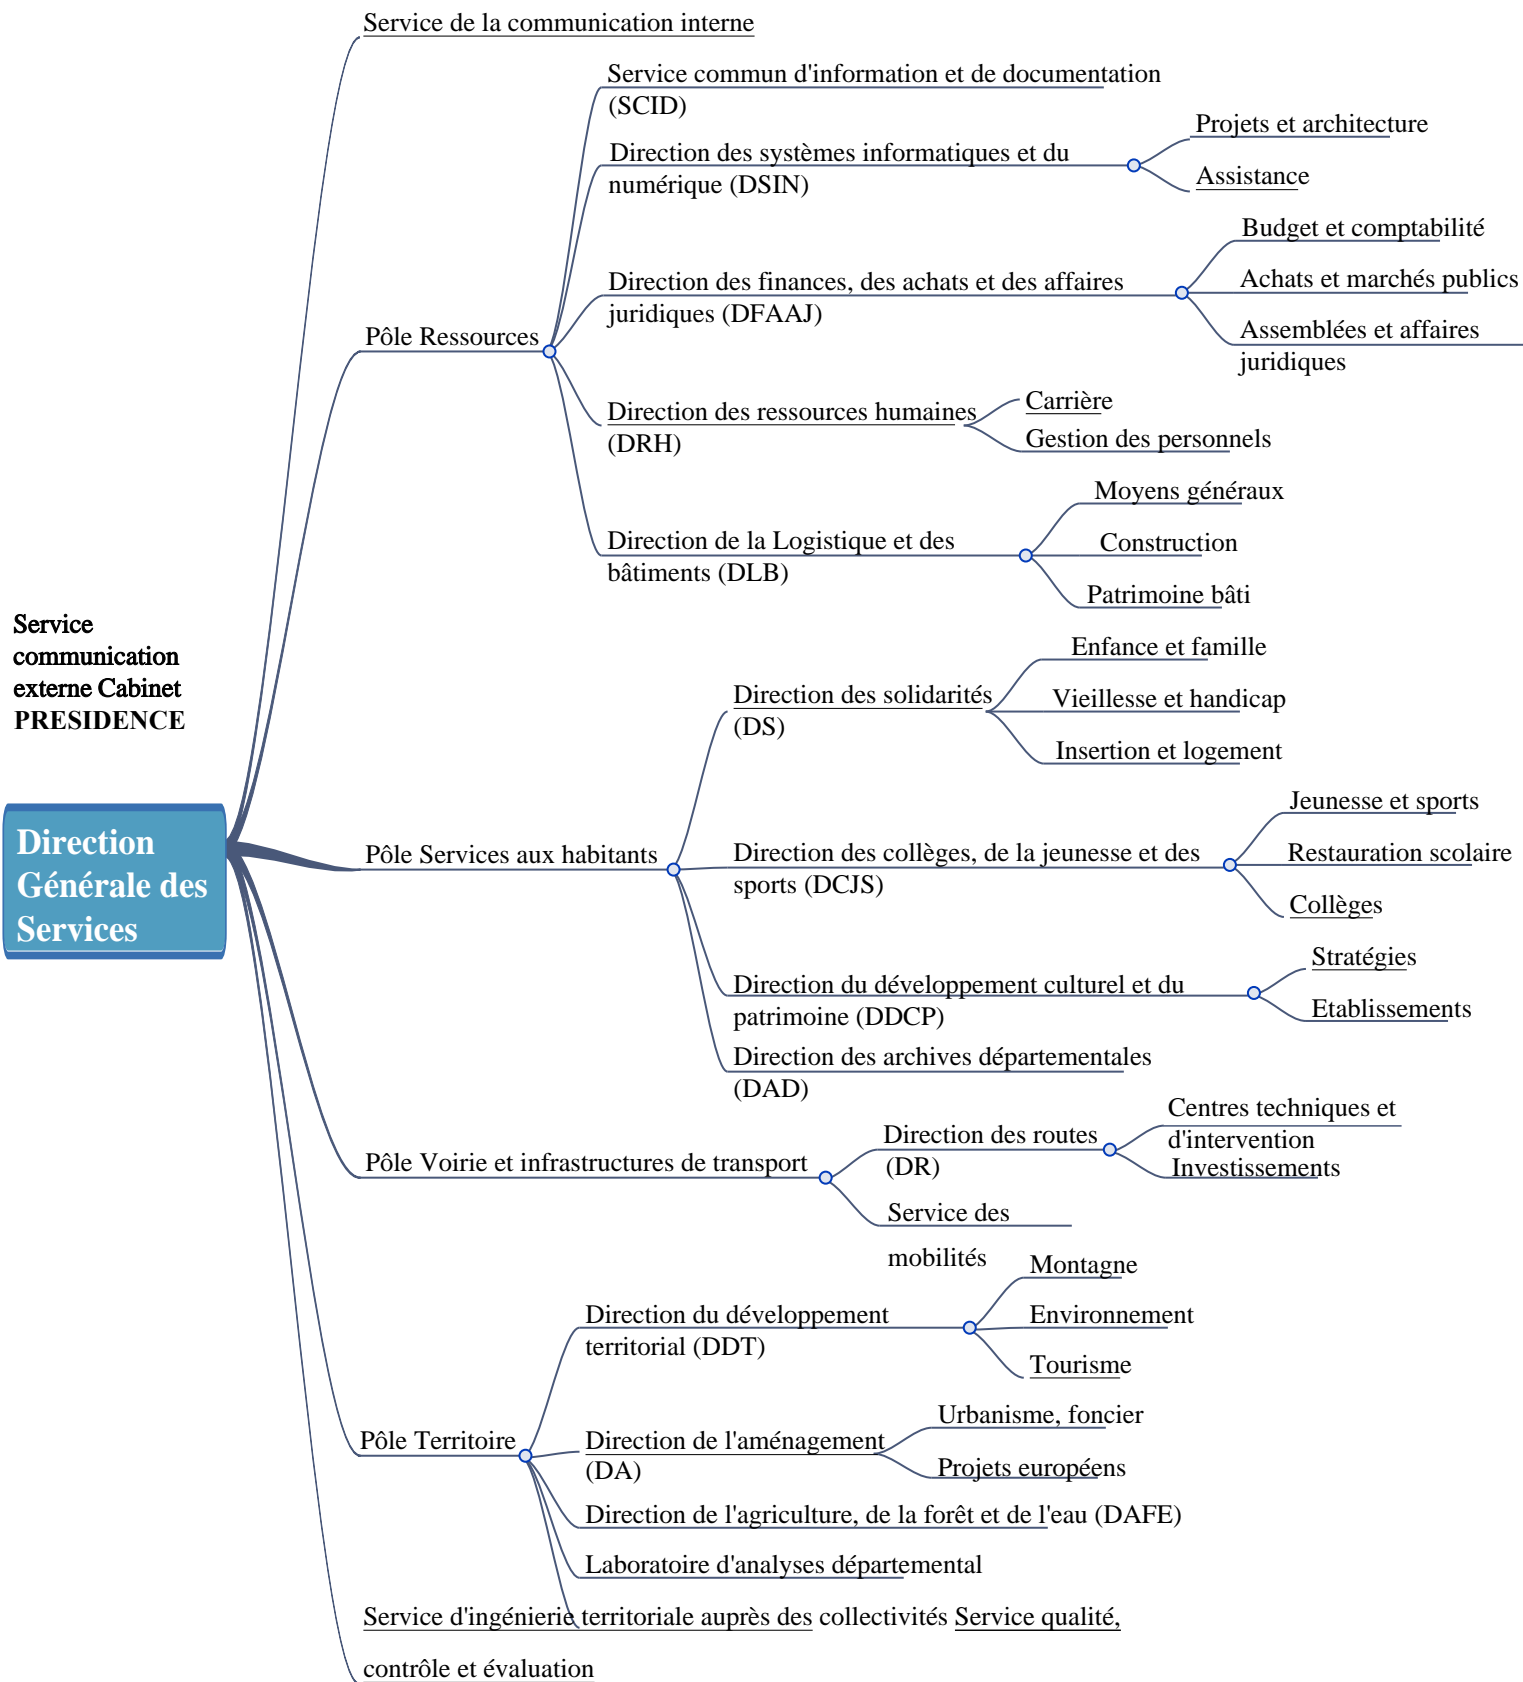 Service de la communication interne
Service commun d'information et de documentation
(SCID)
Projets et architecture
Direction des systèmes informatiques et du
numérique (DSIN)
Assistance
Budget et comptabilité
Direction des finances, des achats et des affaires
juridiques (DFAAJ)
Achats et marchés publics
Assemblées et affaires
juridiques
Pôle Ressources
Direction des ressources humaines
(DRH)
Carrière
Gestion des personnels
Moyens généraux
Direction de la Logistique et des
bâtiments (DLB)
Construction
Patrimoine bâti
Service
communication
externe Cabinet
PRESIDENCE
Enfance et famille
Direction des solidarités
(DS)
Vieillesse et handicap
Insertion et logement
Direction
Générale des
Services
Pôle Services aux habitants
Jeunesse et sports
Direction des collèges, de la jeunesse et des
sports (DCJS)
Restauration scolaire
Collèges
Stratégies
Direction du développement culturel et du
patrimoine (DDCP)
Etablissements
Direction des archives départementales
(DAD)
Pôle Voirie et infrastructures de transport
Direction des routes
(DR)
Centres techniques et
d'intervention
Investissements
Service des
mobilités
Montagne
Direction du développement
territorial (DDT)
Environnement
Tourisme
Pôle Territoire
Urbanisme, foncier
Direction de l'aménagement
(DA)
Projets européens
Direction de l'agriculture, de la forêt et de l'eau (DAFE)
Laboratoire d'analyses départemental
Service d'ingénierie territoriale auprès des collectivités Service qualité,
contrôle et évaluation